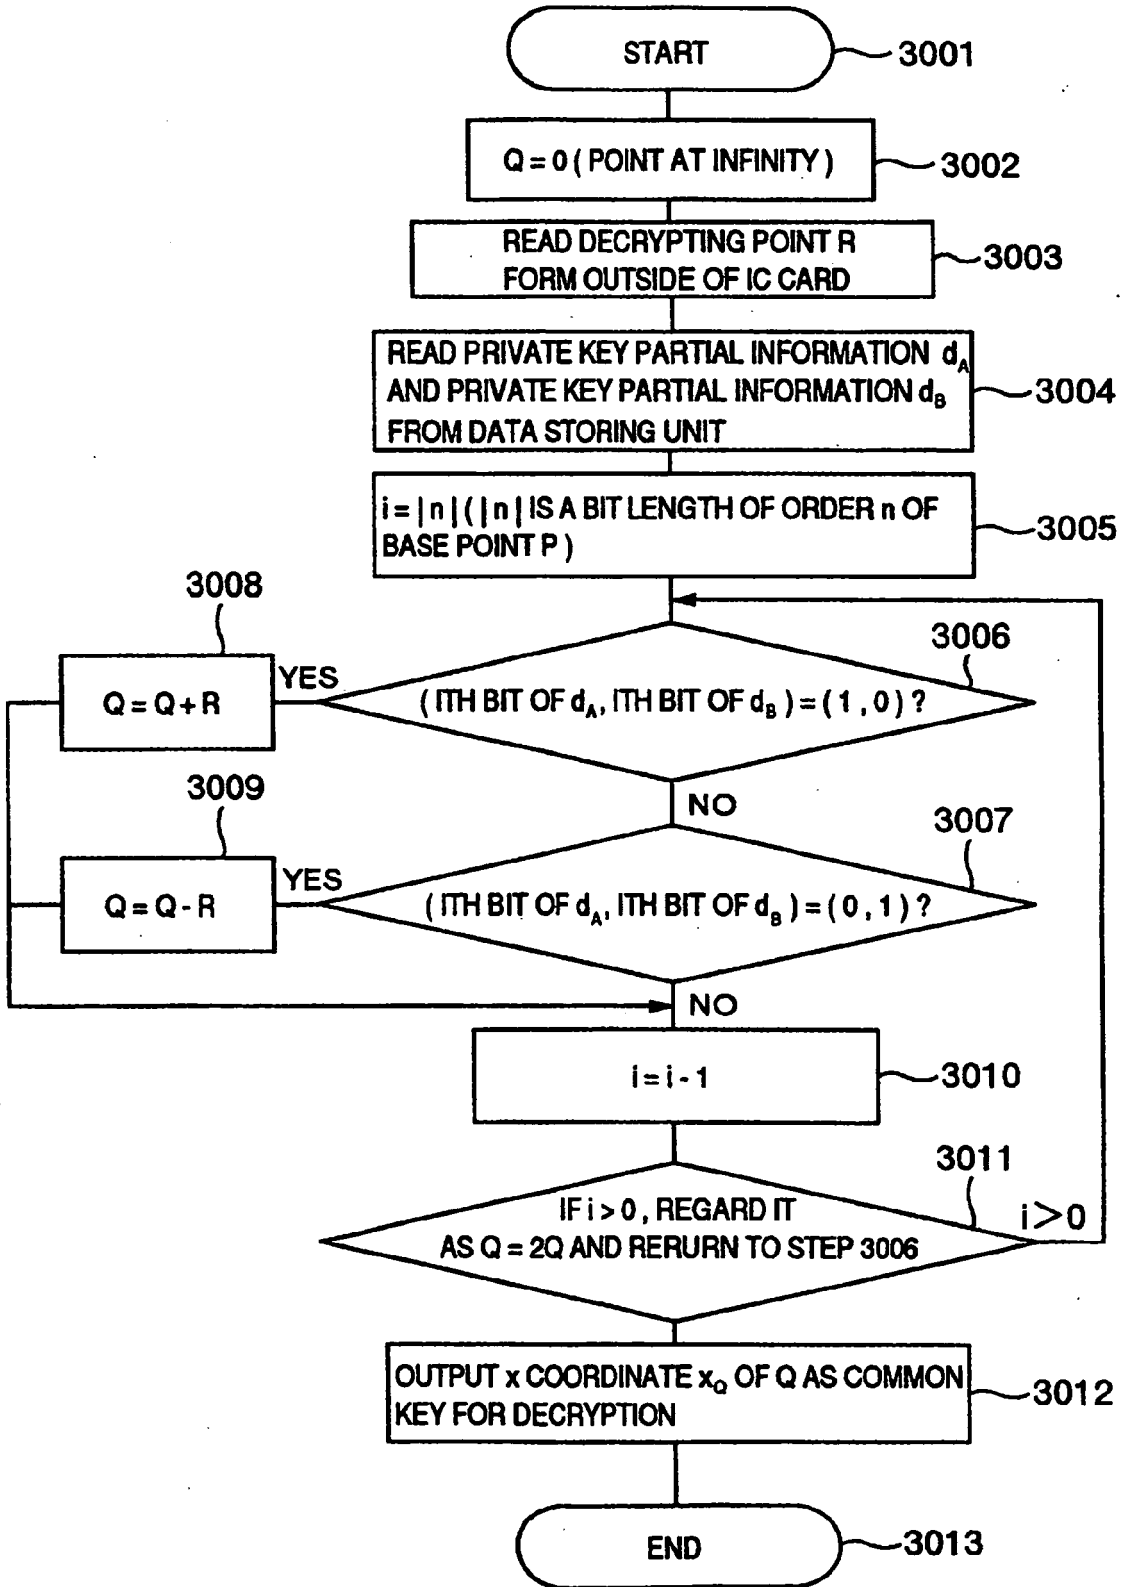 START
3001
Q = 0 ( POINT AT INFINITY )
3002
READ DECRYPTING POINT R
FORM OUTSIDE OF IC CARD
3003
READ PRIVATE KEY PARTIAL INFORMATION dA
AND PRIVATE KEY PARTIAL INFORMATION dB
FROM DATA STORING UNIT
3004
i = |n| ( |n| IS A BIT LENGTH OF ORDER n OF
BASE POINT P )
3005
3008
Q = Q + R
YES
( ITH BIT OF dA, ITH BIT OF dB ) = ( 1 , 0 ) ?
3006
NO
3009
Q = Q - R
YES
( ITH BIT OF dA, ITH BIT OF dB ) = ( 0 , 1 ) ?
3007
NO
i = i - 1
3010
IF i > 0 , REGARD IT
AS Q = 2Q AND RERURN TO STEP 3006
3011
i > 0
OUTPUT x COORDINATE xQ OF Q AS COMMON
KEY FOR DECRYPTION
3012
END
3013